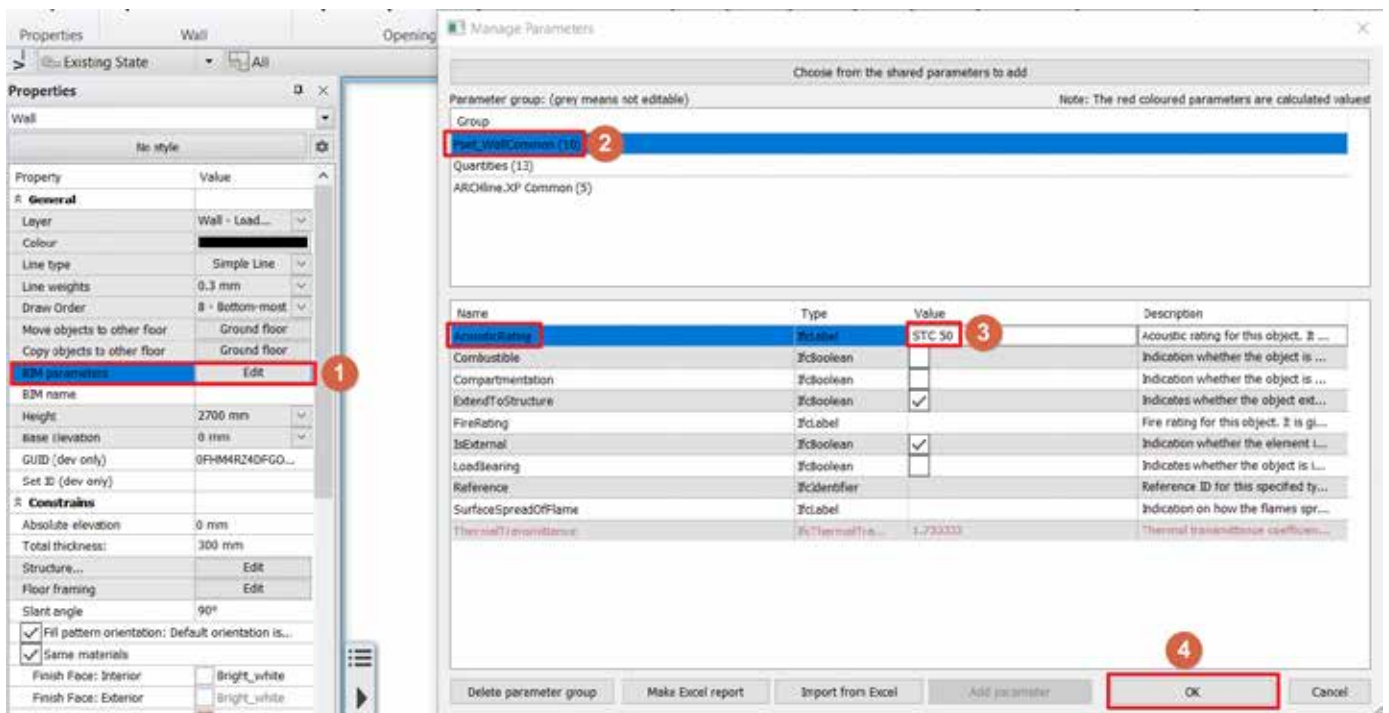 Properties Wall Opening
Existing State All
Properties
Wall
No style
Property Value
General
Layer Wall - Load...
Colour
Line type Simple Line
Line weights 0.3 mm
Draw Order 8 - Bottom-most
Move objects to other floor Ground floor
Copy objects to other floor Ground floor
BIM parameters Edit
1
BIM name
Height 2700 mm
Base Elevation 0 mm
GUID (dev only) 0FHM4RZ4DFGO...
Set ID (dev only)
Constrains
Absolute elevation 0 mm
Total thickness: 300 mm
Structure... Edit
Floor framing Edit
Slant angle 90°
Fill pattern orientation: Default orientation is...
Same materials
Finish Face: Interior Bright_white
Finish Face: Exterior Bright_white
Manage Parameters
Choose from the shared parameters to add
Parameter group: (grey means not editable) Note: The red coloured parameters are calculated values!
Group
Pset_WallCommon (10)
2
Quantities (13)
ARCHline.XP Common (5)
Name Type Value Description
AcousticRating IfcLabel STC 50 Acoustic rating for this object. It ....
3
Combustible IfcBoolean Indication whether the object is ...
Compartmentation IfcBoolean Indication whether the object is ...
ExtendToStructure IfcBoolean Indicates whether the object ext...
FireRating IfcLabel Fire rating for this object. It is gi...
IsExternal IfcBoolean Indication whether the element i...
LoadBearing IfcBoolean Indicates whether the object is i...
Reference IfcIdentifier Reference ID for this specified ty...
SurfaceSpreadOfFlame IfcLabel Indication on how the flames spr...
ThermalTransmittance IfcThermalTra... 1.733333 Thermal transmittance coefficien...
4
Delete parameter group Make Excel report Import from Excel Add parameter OK Cancel